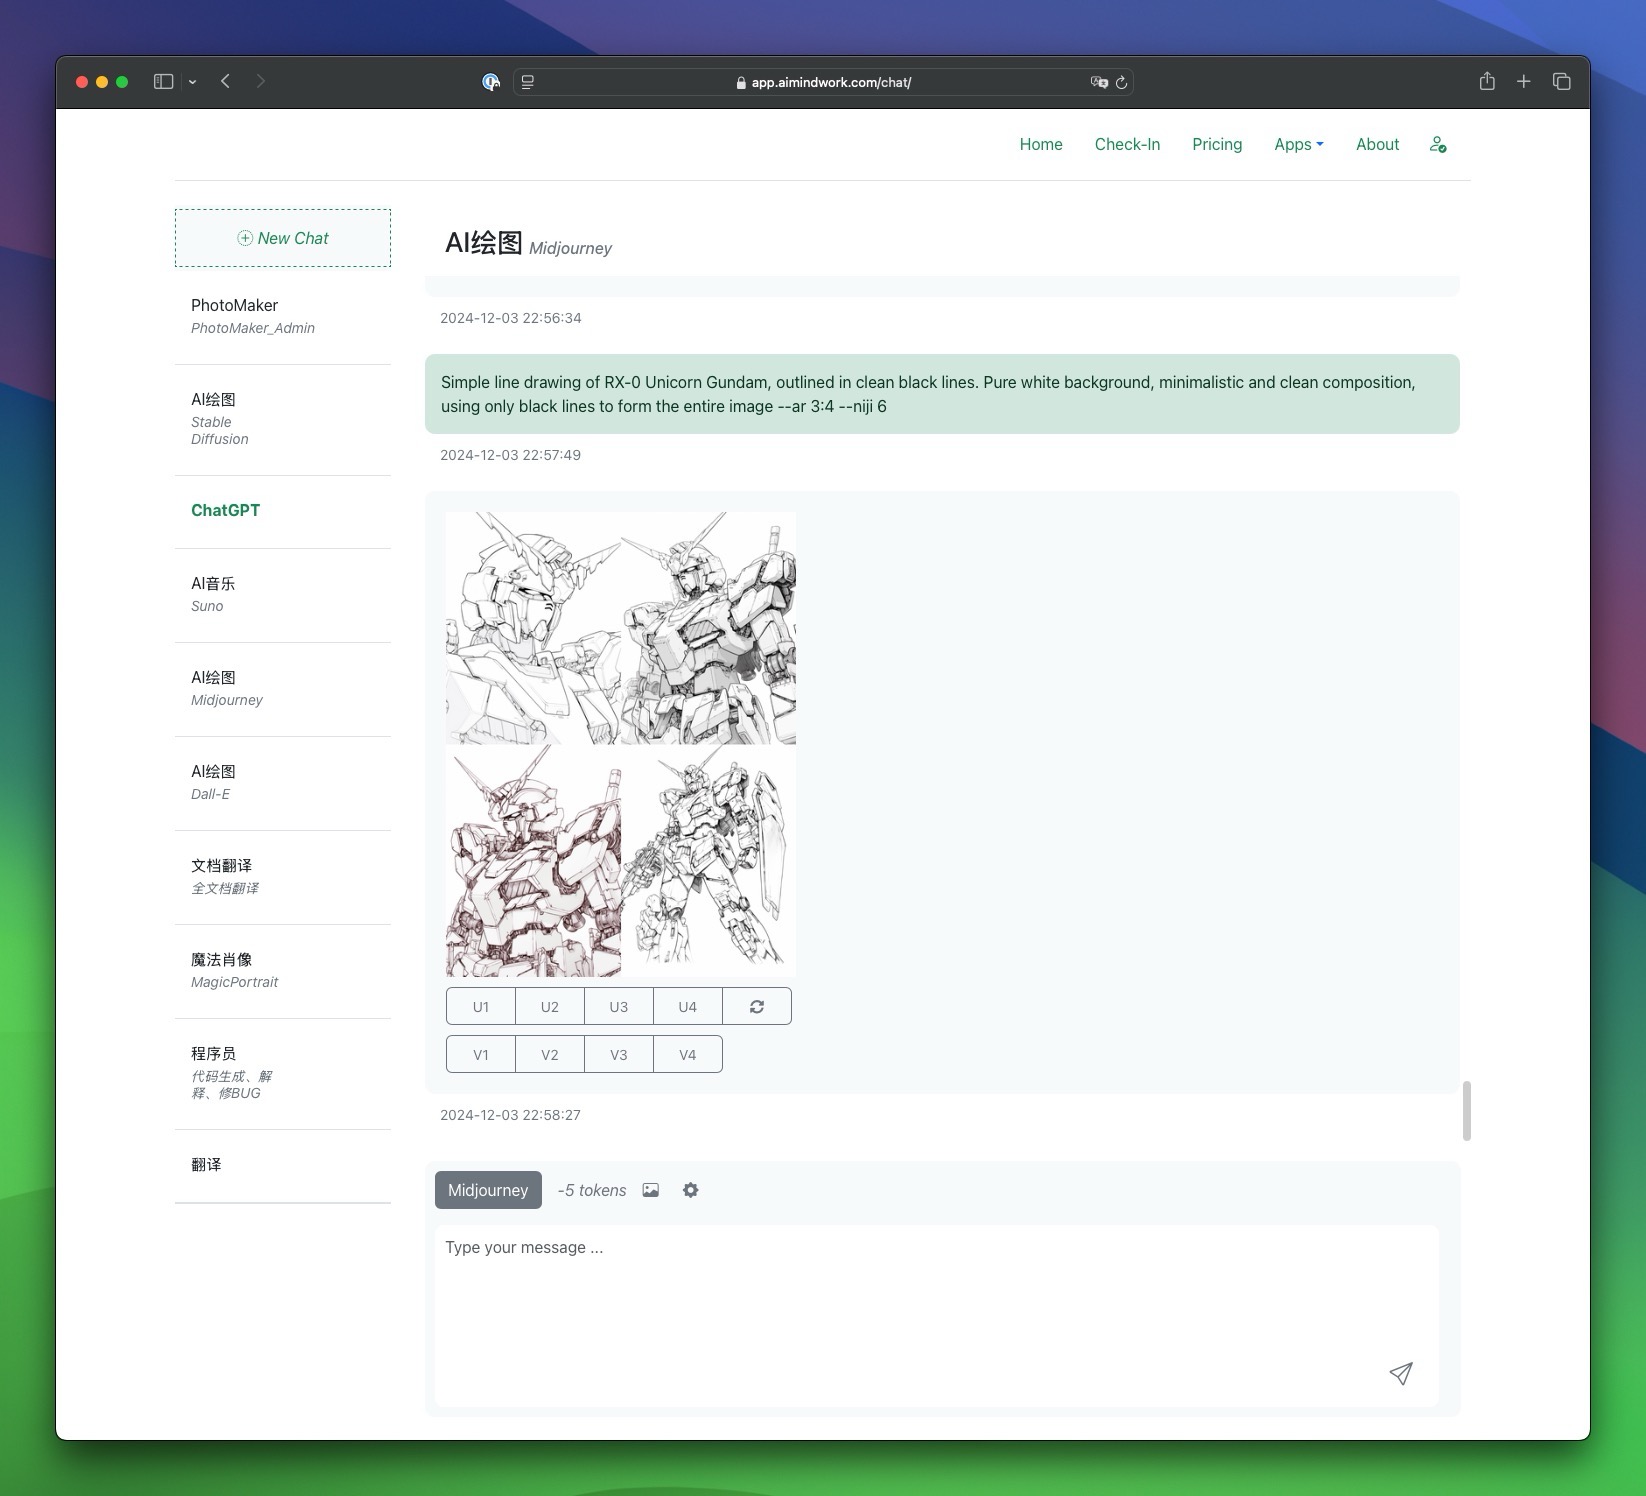 app.aimindwork.com/chat/
Home
Check-In
Pricing
Apps
About
New Chat
PhotoMaker
PhotoMaker_Admin
AI绘图
Stable
Diffusion
ChatGPT
AI音乐
Suno
AI绘图
Midjourney
AI绘图
Dall-E
文档翻译
全文档翻译
魔法肖像
MagicPortrait
程序员
代码生成、解
释、修BUG
翻译
AI绘图 Midjourney
2024-12-03 22:56:34
Simple line drawing of RX-0 Unicorn Gundam, outlined in clean black lines. Pure white background, minimalistic and clean composition,
using only black lines to form the entire image --ar 3:4 --niji 6
2024-12-03 22:57:49
U1
U2
U3
U4
V1
V2
V3
V4
2024-12-03 22:58:27
Midjourney
-5 tokens
Type your message ...